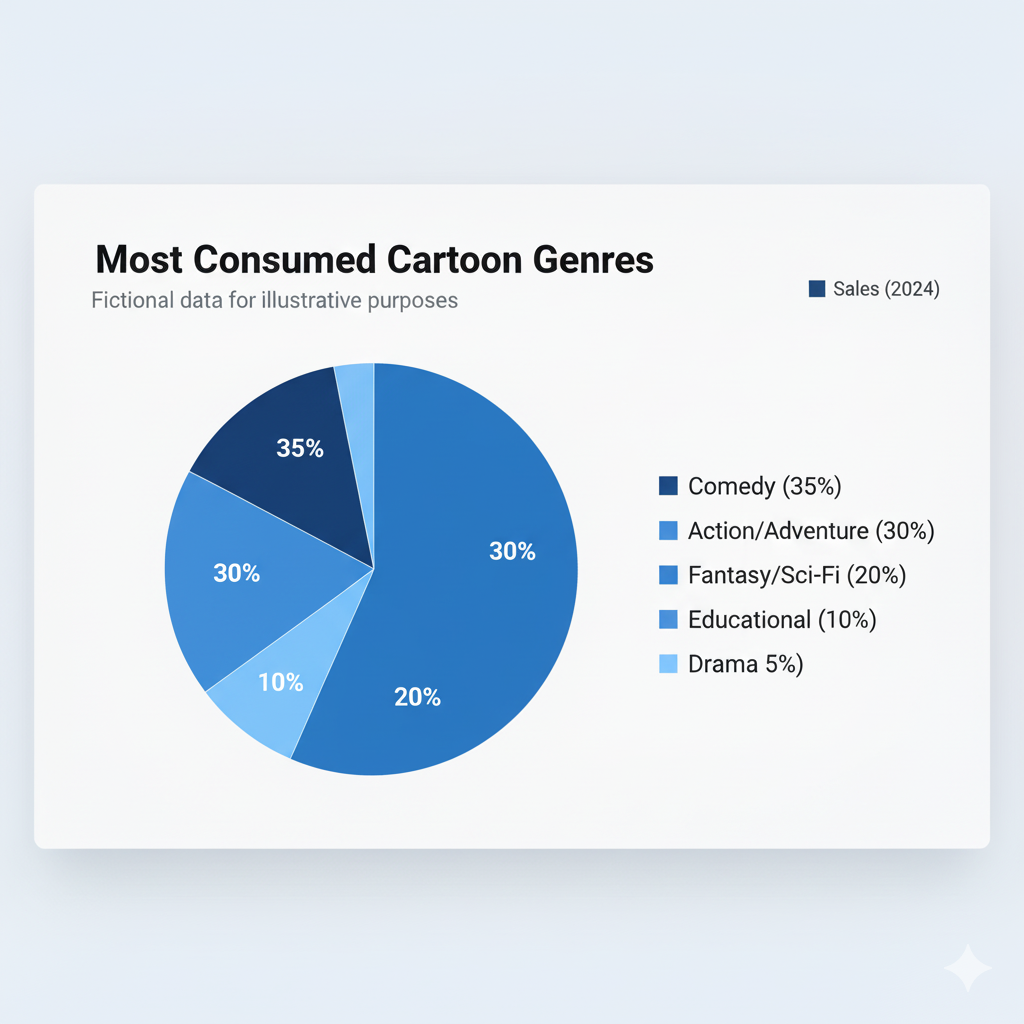 Most Consumed Cartoon Genres
Fictional data for illustrative purposes
Sales (2024)
35%
30%
30%
10%
20%
Comedy (35%)
Action/Adventure (30%)
Fantasy/Sci-Fi (20%)
Educational (10%)
Drama 5%)